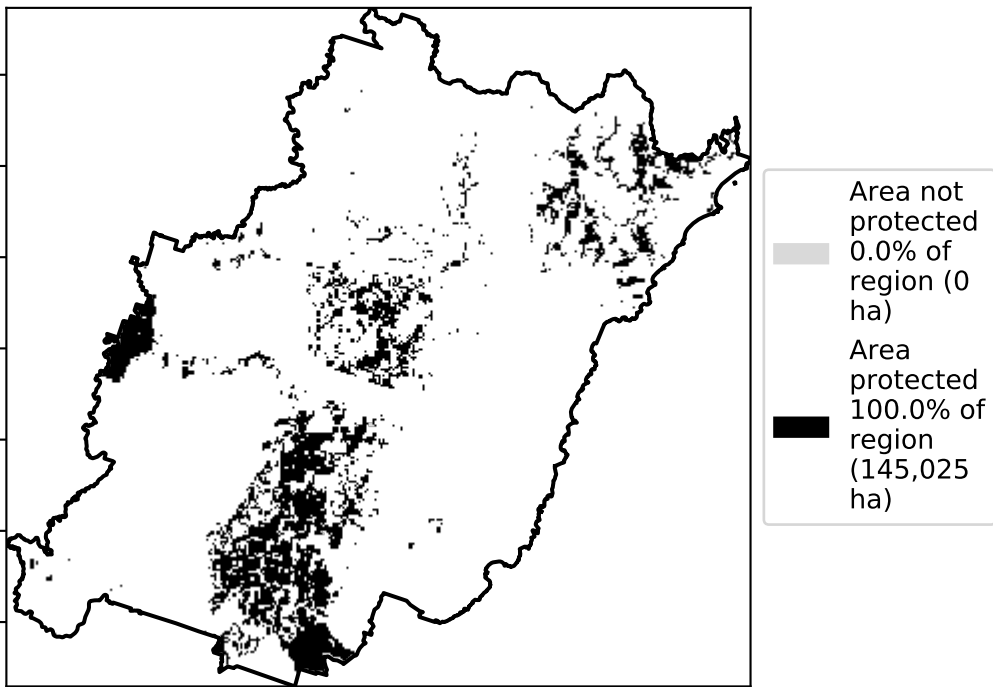 Area not
protected
0.0% of
region (0
ha)
Area
protected
100.0% of
region
(145,025
ha)